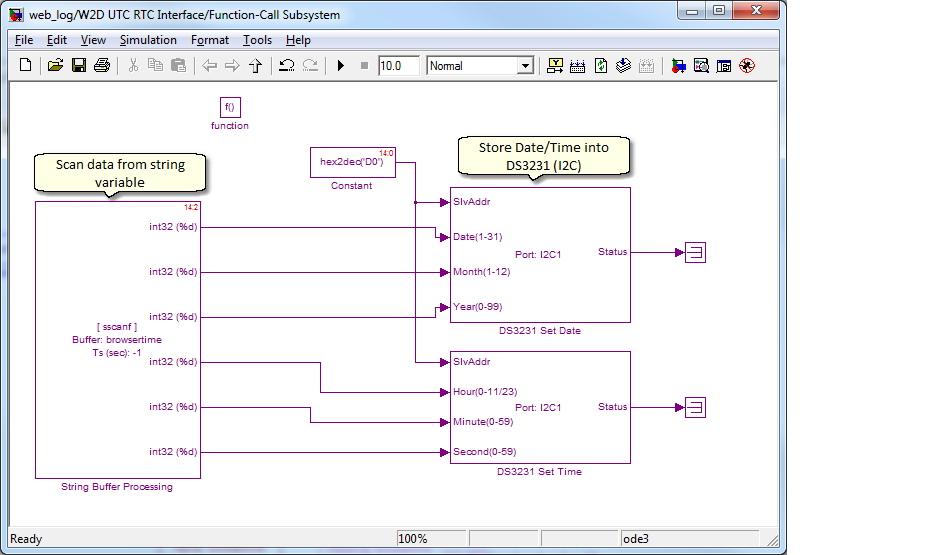 web_log/W2D UTC RTC Interface/Function-Call Subsystem
File Edit View Simulation Format Tools Help
10.0 Normal
f()
function
Scan data from string
variable
14:0
hex2dec('D0')
Constant
Store Date/Time into
DS3231 (I2C)
14:2
int32 (%d)
int32 (%d)
int32 (%d)
[ sscanf ]
Buffer: browsertime
Ts (sec): -1
int32 (%d)
int32 (%d)
int32 (%d)
String Buffer Processing
SlvAddr
Date(1-31)
Port: I2C1
Status
Month(1-12)
Year(0-99)
DS3231 Set Date
SlvAddr
Hour(0-11/23)
Port: I2C1
Status
Minute(0-59)
Second(0-59)
DS3231 Set Time
Ready 100% ode3